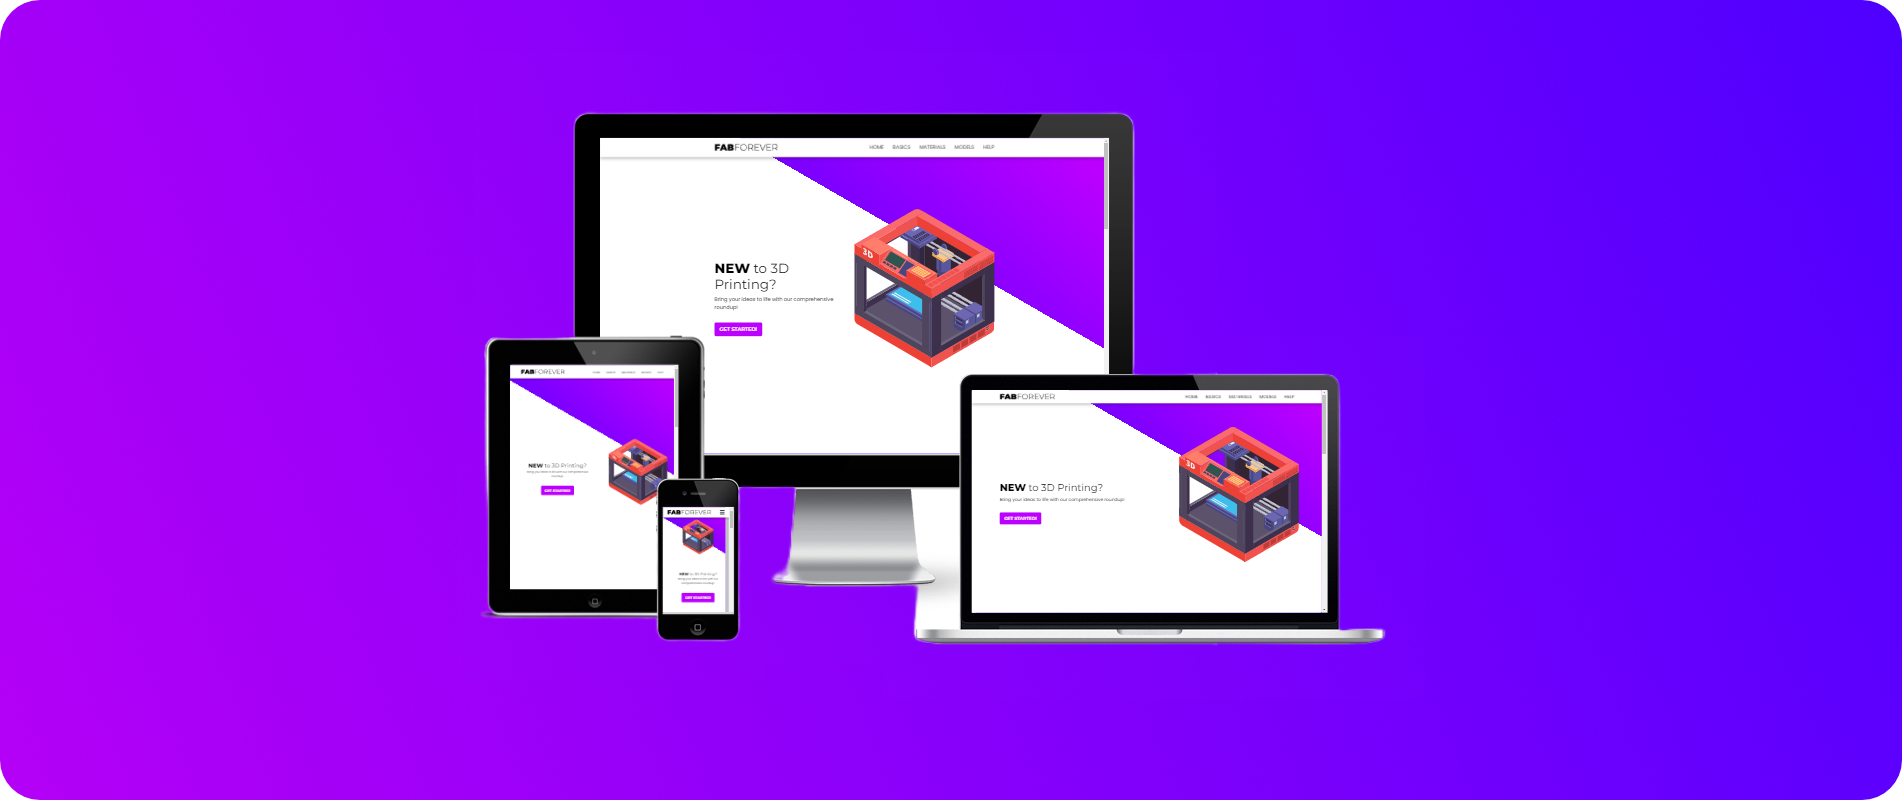 FABFOREVER
HOME BASICS MATERIALS MODELS HELP
3D
NEW to 3D
Printing?
Bring your ideas to life with our comprehensive
roundup!
GET STARTED!
FABFOREVER
NEW to 3D Printing?
GET STARTED!
FABFOREVER
NEW to 3D Printing?
GET STARTED!
FABFOREVER
HOME BASICS MATERIALS MODELS HELP
3D
NEW to 3D Printing?
Bring your ideas to life with our comprehensive roundup!
GET STARTED!